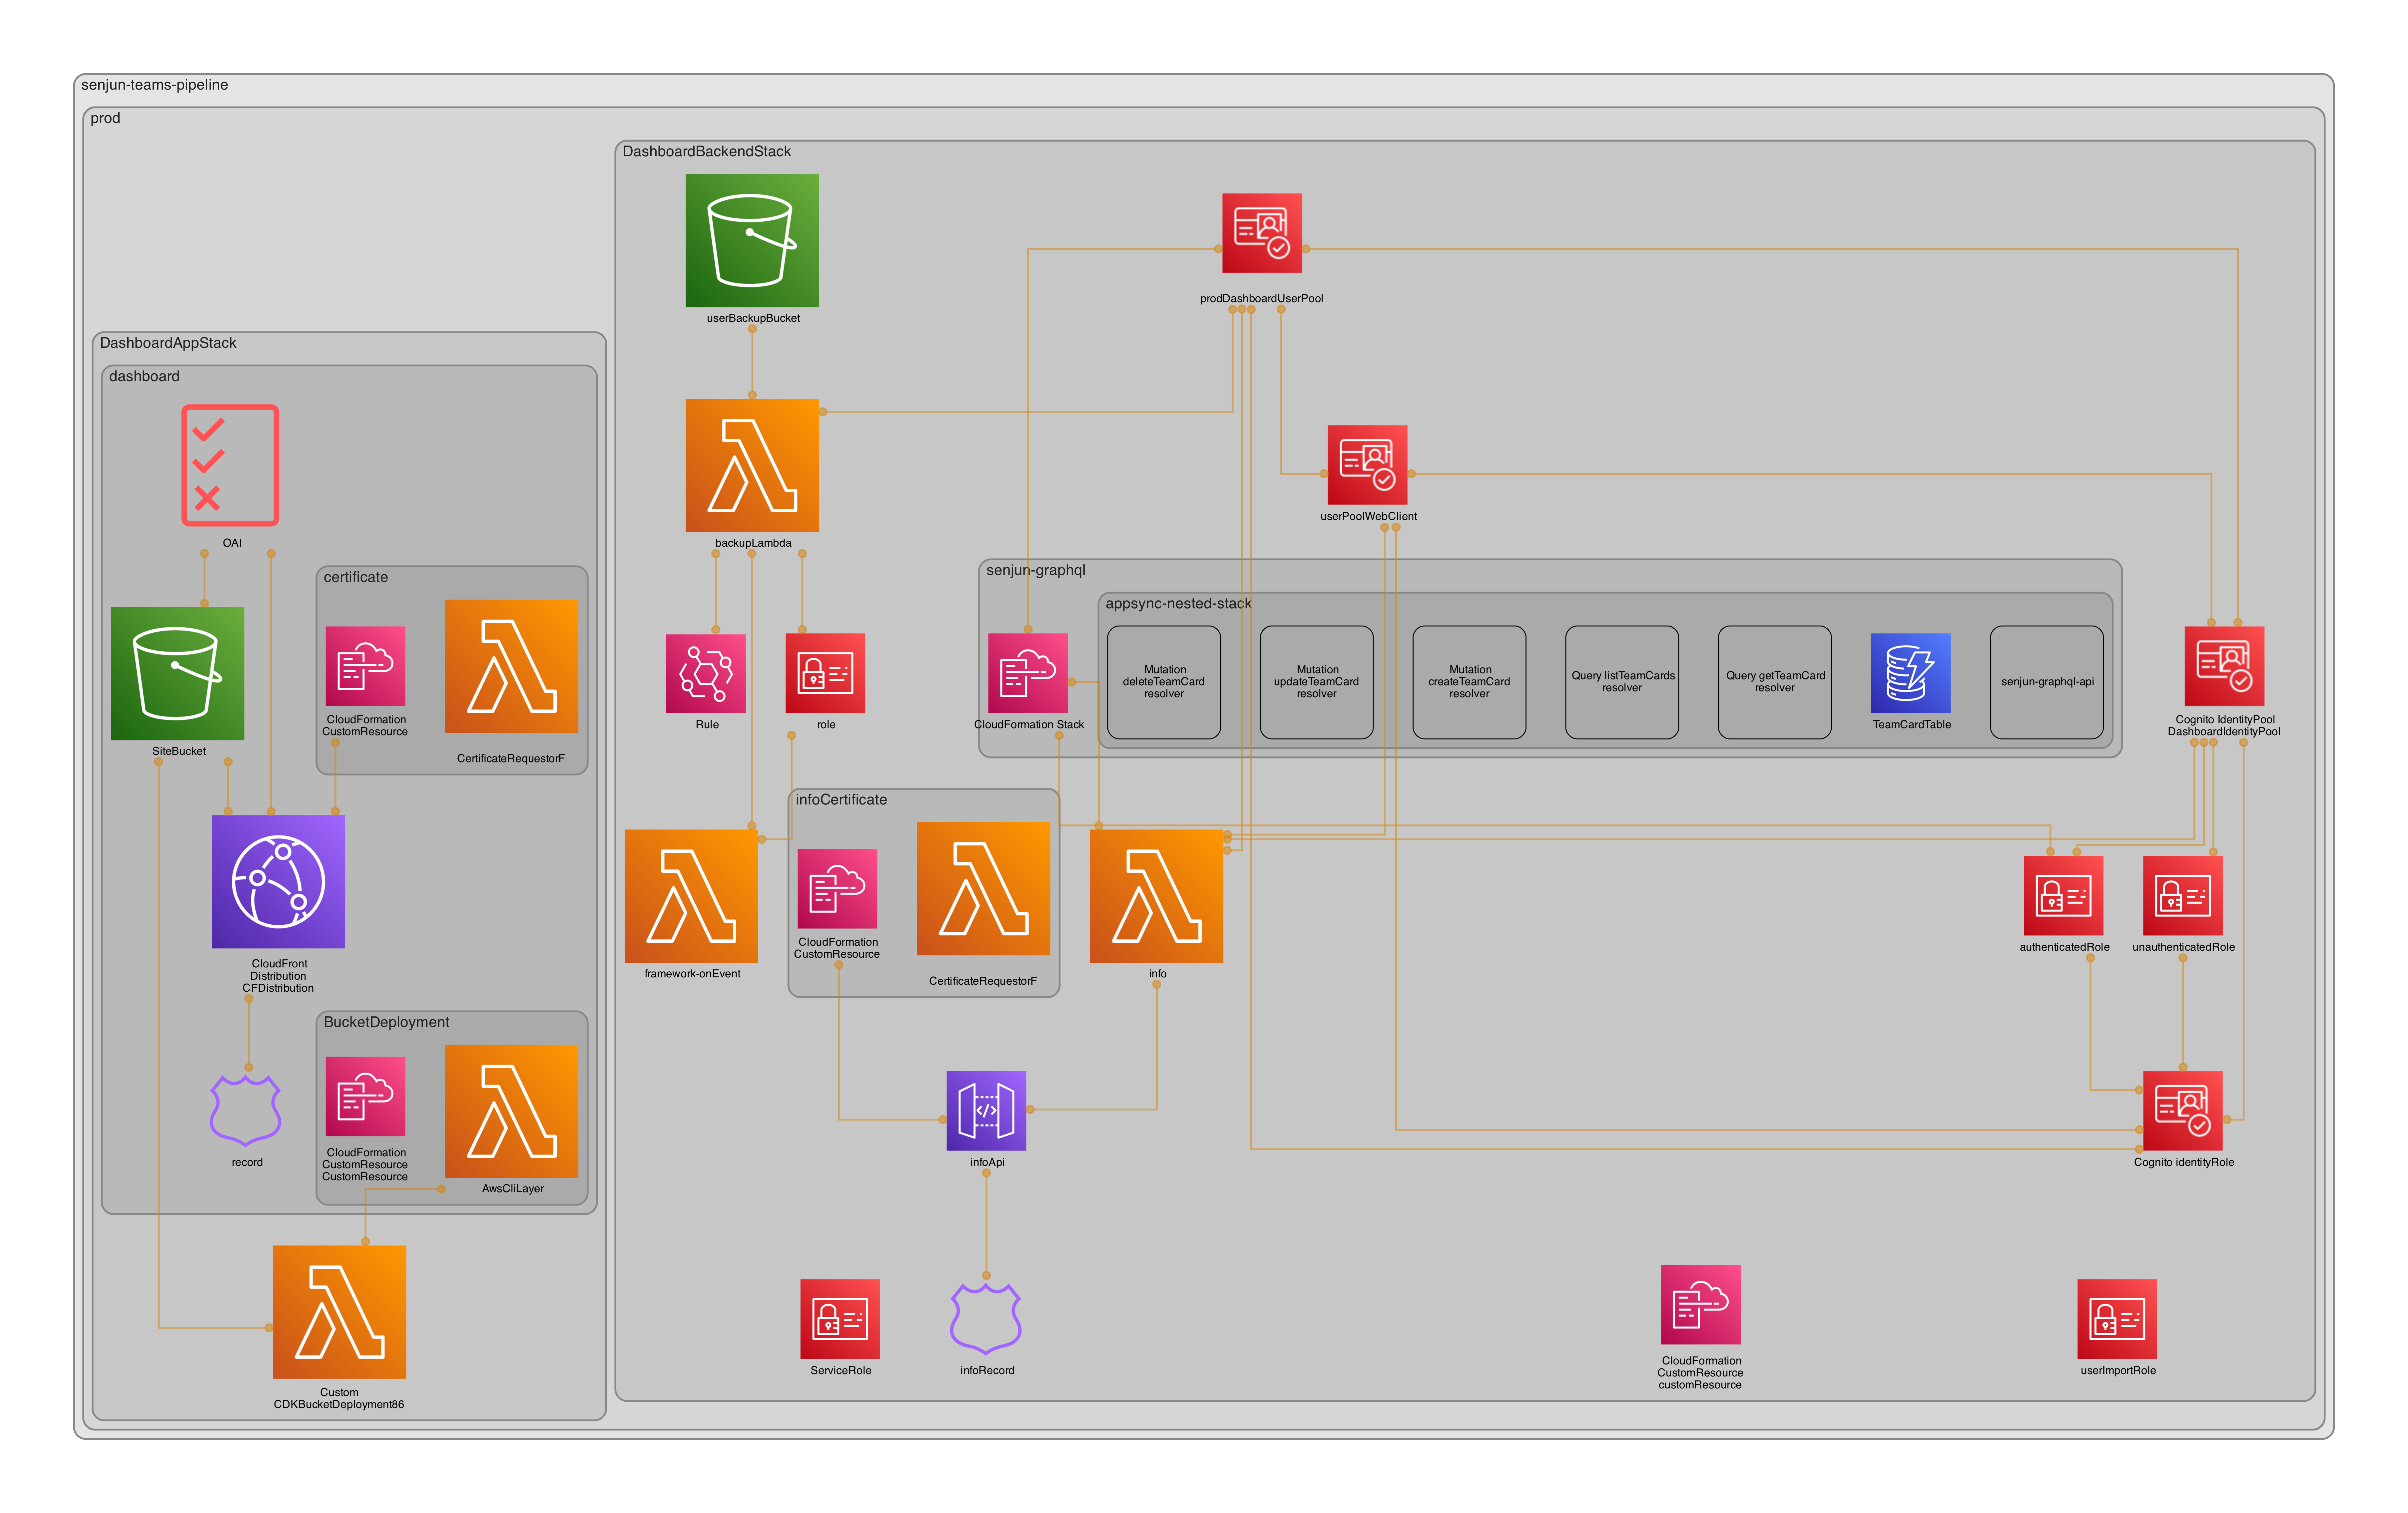 senjun-teams-pipeline
prod
DashboardBackendStack
userBackupBucket
prodDashboardUserPool
DashboardAppStack
dashboard
OAI
backupLambda
userPoolWebClient
certificate
CloudFormation
CustomResource
CertificateRequestorF
SiteBucket
Rule
role
senjun-graphql
CloudFormation Stack
appsync-nested-stack
Mutation
deleteTeamCard
resolver
Mutation
updateTeamCard
resolver
Mutation
createTeamCard
resolver
Query listTeamCards
resolver
Query getTeamCard
resolver
TeamCardTable
senjun-graphql-api
Cognito IdentityPool
DashboardIdentityPool
CloudFront
Distribution
CFDistribution
framework-onEvent
infoCertificate
CloudFormation
CustomResource
CertificateRequestorF
info
authenticatedRole
unauthenticatedRole
record
BucketDeployment
CloudFormation
CustomResource
CustomResource
AwsCliLayer
infoApi
Cognito identityRole
Custom
CDKBucketDeployment86
ServiceRole
infoRecord
CloudFormation
CustomResource
customResource
userImportRole